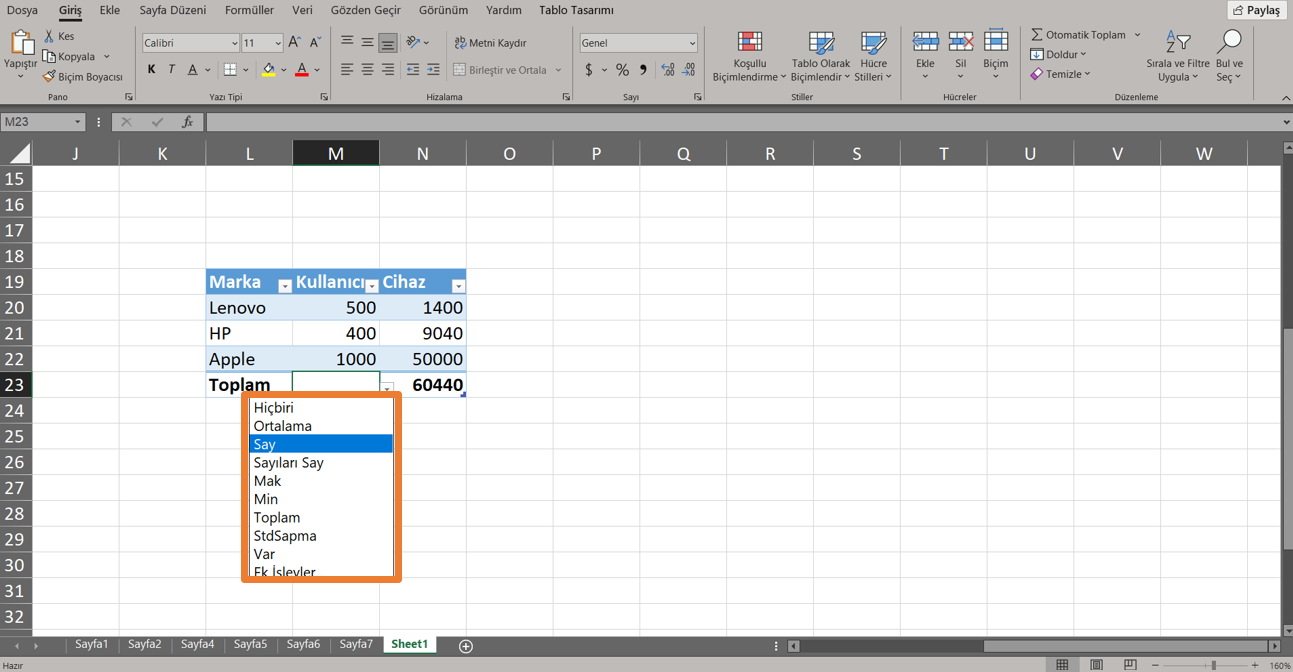 Dosya Giriş Ekle Sayfa Düzeni Formüller Veri Gözden Geçir Görünüm Yardım Tablo Tasarımı Paylaş
Yapıştır
Kes
Kopyala
Biçim Boyacısı
Pano
Calibri 11
K T A
Yazı Tipi
Metni Kaydır
Birleştir ve Ortala
Hizalama
Genel
$ %
Sayı
Koşullu
Biçimlendirme
Tablo Olarak
Biçimlendir
Hücre
Stilleri
Stiller
Ekle Sil Biçim
Hücreler
Otomatik Toplam
Doldur
Temizle
Sırala ve Filtre
Uygula
Bul ve
Seç
Düzenleme
M23 fx
J K L M N O P Q R S T U V W
15
16
17
18
19 Marka Kullanıcı Cihaz
20 Lenovo 500 1400
21 HP 400 9040
22 Apple 1000 50000
23 Toplam 60440
24
25
26
27
28
29
30
31
32
Hiçbiri
Ortalama
Say
Sayıları Say
Mak
Min
Toplam
StdSapma
Var
Ek İşlevler
Sayfa1 Sayfa2 Sayfa4 Sayfa5 Sayfa6 Sayfa7 Sheet1
Hazır 160%